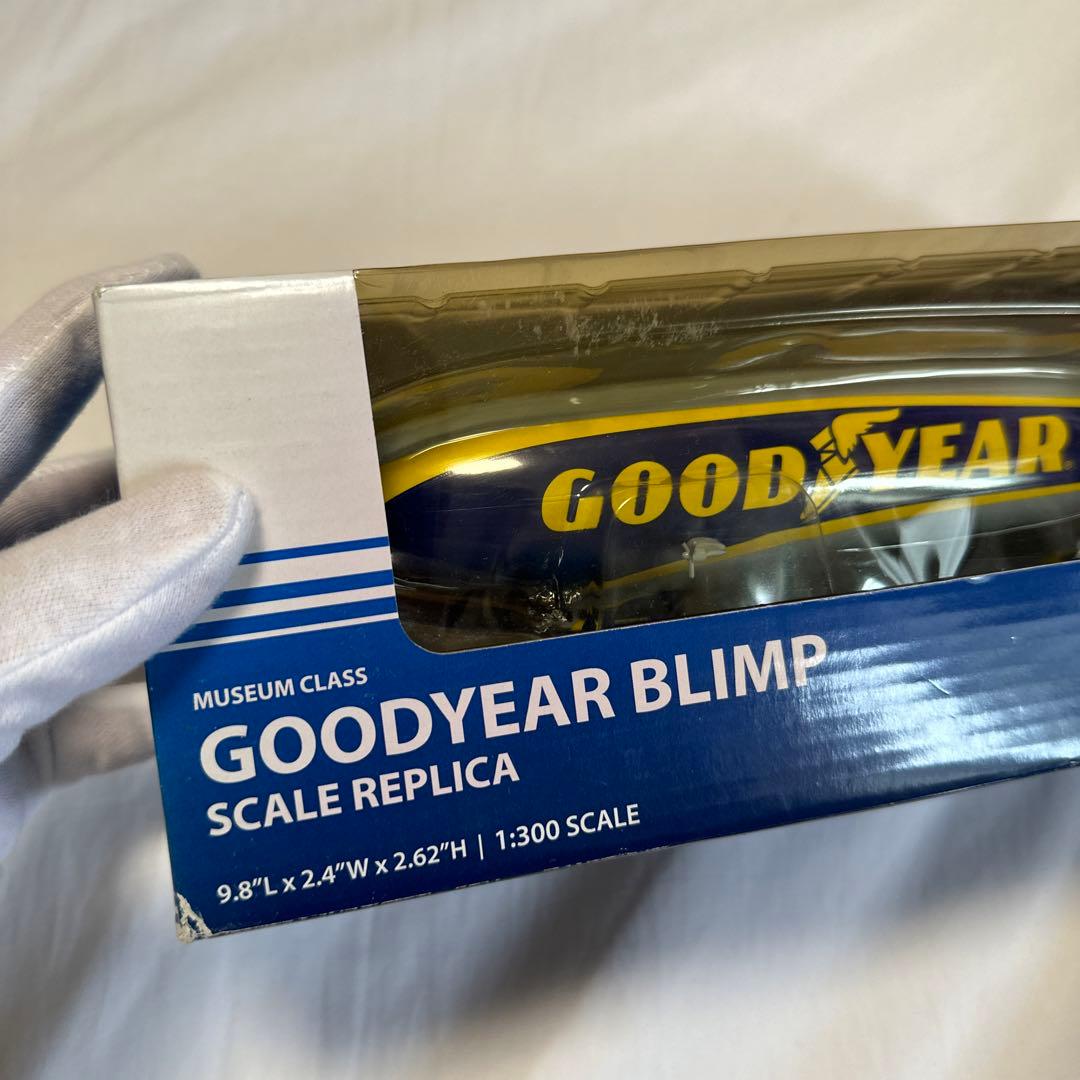 GOODYEAR
MUSEUM CLASS
GOODYEAR BLIMP
SCALE REPLICA
9.8”L x 2.4”W x 2.62”H | 1:300 SCALE